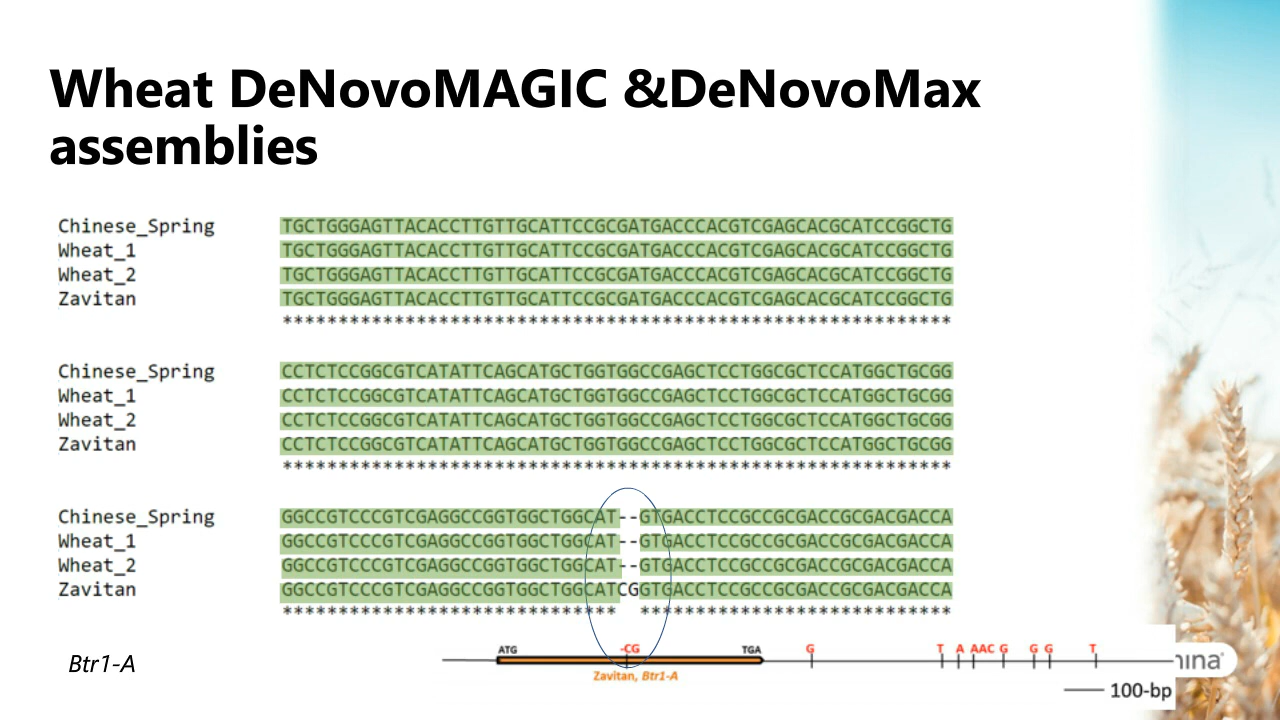 Wheat DeNovoMAGIC &DeNovoMax
assemblies
Chinese_Spring TGCTGGGAGTTACACCTTGTTGCATTCCGCGATGACCCACGTCGAGCACGCATCCGGCTG
Wheat_1 TGCTGGGAGTTACACCTTGTTGCATTCCGCGATGACCCACGTCGAGCACGCATCCGGCTG
Wheat_2 TGCTGGGAGTTACACCTTGTTGCATTCCGCGATGACCCACGTCGAGCACGCATCCGGCTG
Zavitan TGCTGGGAGTTACACCTTGTTGCATTCCGCGATGACCCACGTCGAGCACGCATCCGGCTG
************************************************************
Chinese_Spring CCTCTCCGGCGTCATATTCAGCATGCTGGTGGCCGAGCTCCTGGCGCTCCATGGCTGCGG
Wheat_1 CCTCTCCGGCGTCATATTCAGCATGCTGGTGGCCGAGCTCCTGGCGCTCCATGGCTGCGG
Wheat_2 CCTCTCCGGCGTCATATTCAGCATGCTGGTGGCCGAGCTCCTGGCGCTCCATGGCTGCGG
Zavitan CCTCTCCGGCGTCATATTCAGCATGCTGGTGGCCGAGCTCCTGGCGCTCCATGGCTGCGG
************************************************************
Chinese_Spring GGCCGTCCCGTCGAGGCCGGTGGCTGGCAT--GTGACCTCCGCCGCGACCGCGACGACCA
Wheat_1 GGCCGTCCCGTCGAGGCCGGTGGCTGGCAT--GTGACCTCCGCCGCGACCGCGACGACCA
Wheat_2 GGCCGTCCCGTCGAGGCCGGTGGCTGGCAT--GTGACCTCCGCCGCGACCGCGACGACCA
Zavitan GGCCGTCCCGTCGAGGCCGGTGGCTGGCATCGGTGACCTCCGCCGCGACCGCGACGACCA
****************************** ****************************
ATG -CG TGA G T A AAC G G G T
Btr1-A
Zavitan, Btr1-A
100-bp